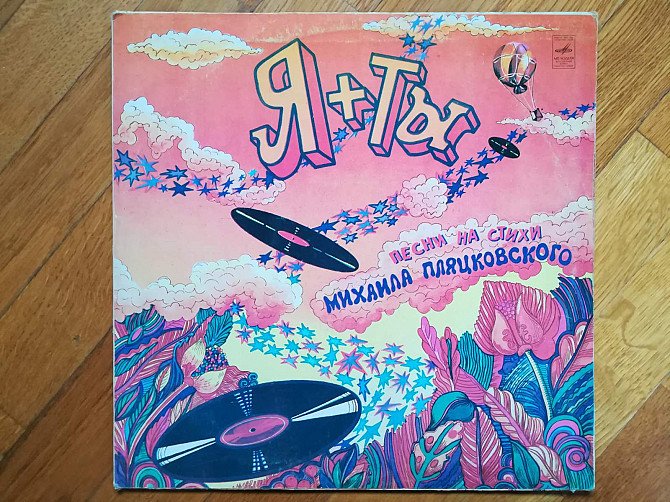 Я+ТЫ
ПЕСНИ НА СТИХИ
МИХАИЛА ПЛЯЦКОВСКОГО